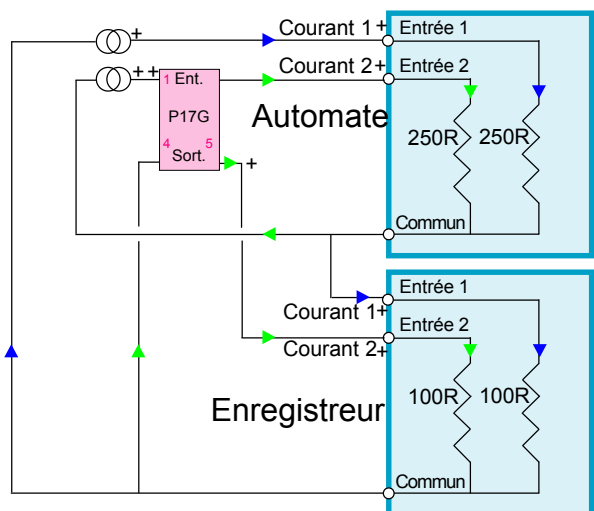 + Courant 1 + Entrée 1
++ 1 Ent. Courant 2+ Entrée 2
P17G Automate
250R 250R
4 5
Sort. +
Commun
Entrée 1
Courant 1+
Entrée 2
Courant 2+
100R 100R
Enregistreur
Commun